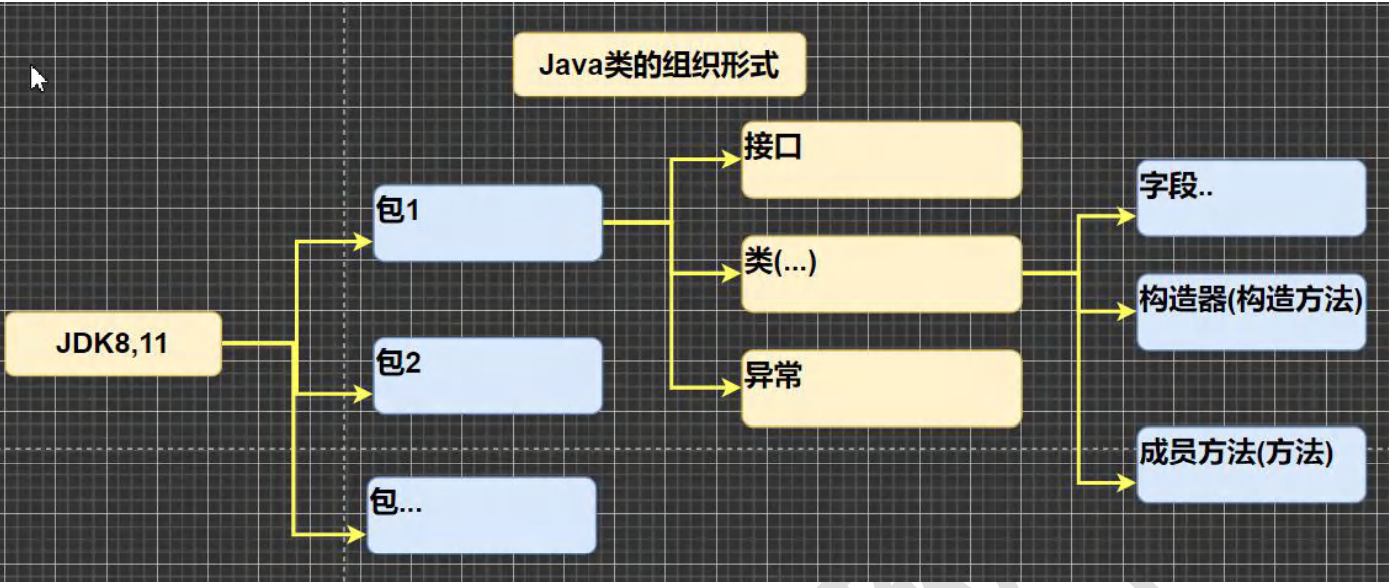 Java类的组织形式
接口
字段..
包1
类(...)
构造器(构造方法)
JDK8,11
包2
异常
成员方法(方法)
包...